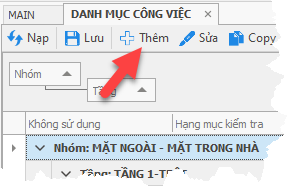 MAIN DANH MỤC CÔNG VIỆC ×
Nạp Lưu Thêm Sửa Copy
Nhóm
Tầng
Không sử dụng Hạng mục kiểm tra
Nhóm: MẶT NGOÀI - MẶT TRONG NHÀ
Tầng: TẦNG 1-